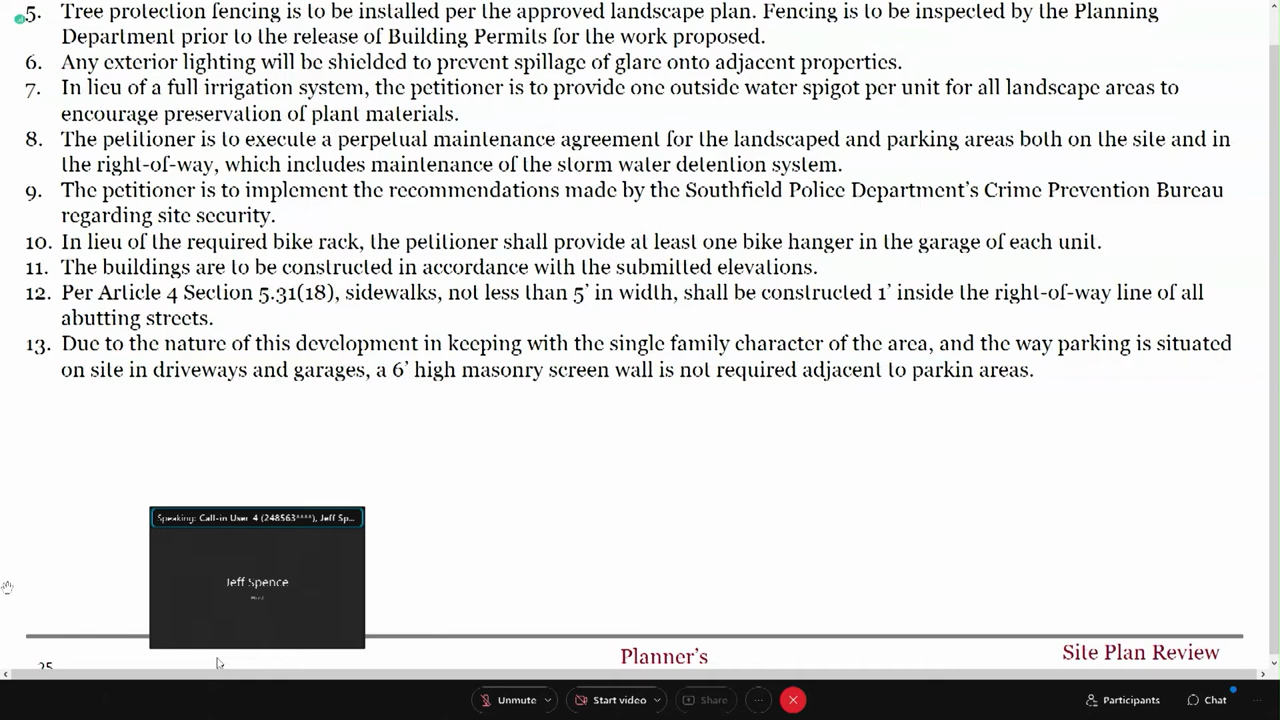 5. Tree protection fencing is to be installed per the approved landscape plan. Fencing is to be inspected by the Planning
Department prior to the release of Building Permits for the work proposed.
6. Any exterior lighting will be shielded to prevent spillage of glare onto adjacent properties.
7. In lieu of a full irrigation system, the petitioner is to provide one outside water spigot per unit for all landscape areas to
encourage preservation of plant materials.
8. The petitioner is to execute a perpetual maintenance agreement for the landscaped and parking areas both on the site and in
the right-of-way, which includes maintenance of the storm water detention system.
9. The petitioner is to implement the recommendations made by the Southfield Police Department's Crime Prevention Bureau
regarding site security.
10. In lieu of the required bike rack, the petitioner shall provide at least one bike hanger in the garage of each unit.
11. The buildings are to be constructed in accordance with the submitted elevations.
12. Per Article 4 Section 5.31(18), sidewalks, not less than 5' in width, shall be constructed 1' inside the right-of-way line of all
abutting streets.
13. Due to the nature of this development in keeping with the single family character of the area, and the way parking is situated
on site in driveways and garages, a 6' high masonry screen wall is not required adjacent to parkin areas.
Speaking: Call-in User 4 (248563****), Jeff Sp...
Jeff Spence
25
Planner's
Site Plan Review
Unmute
Start video
Share
Participants
Chat